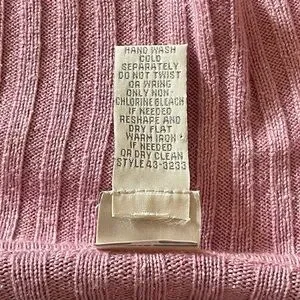 HAND WASH
COLD
SEPARATELY
DO NOT TWIST
OR WRING
ONLY NON-
CHLORINE BLEACH
IF NEEDED
RESHAPE AND
DRY FLAT
WARM IRON
IF NEEDED
OR DRY CLEAN
STYLE 43-3233